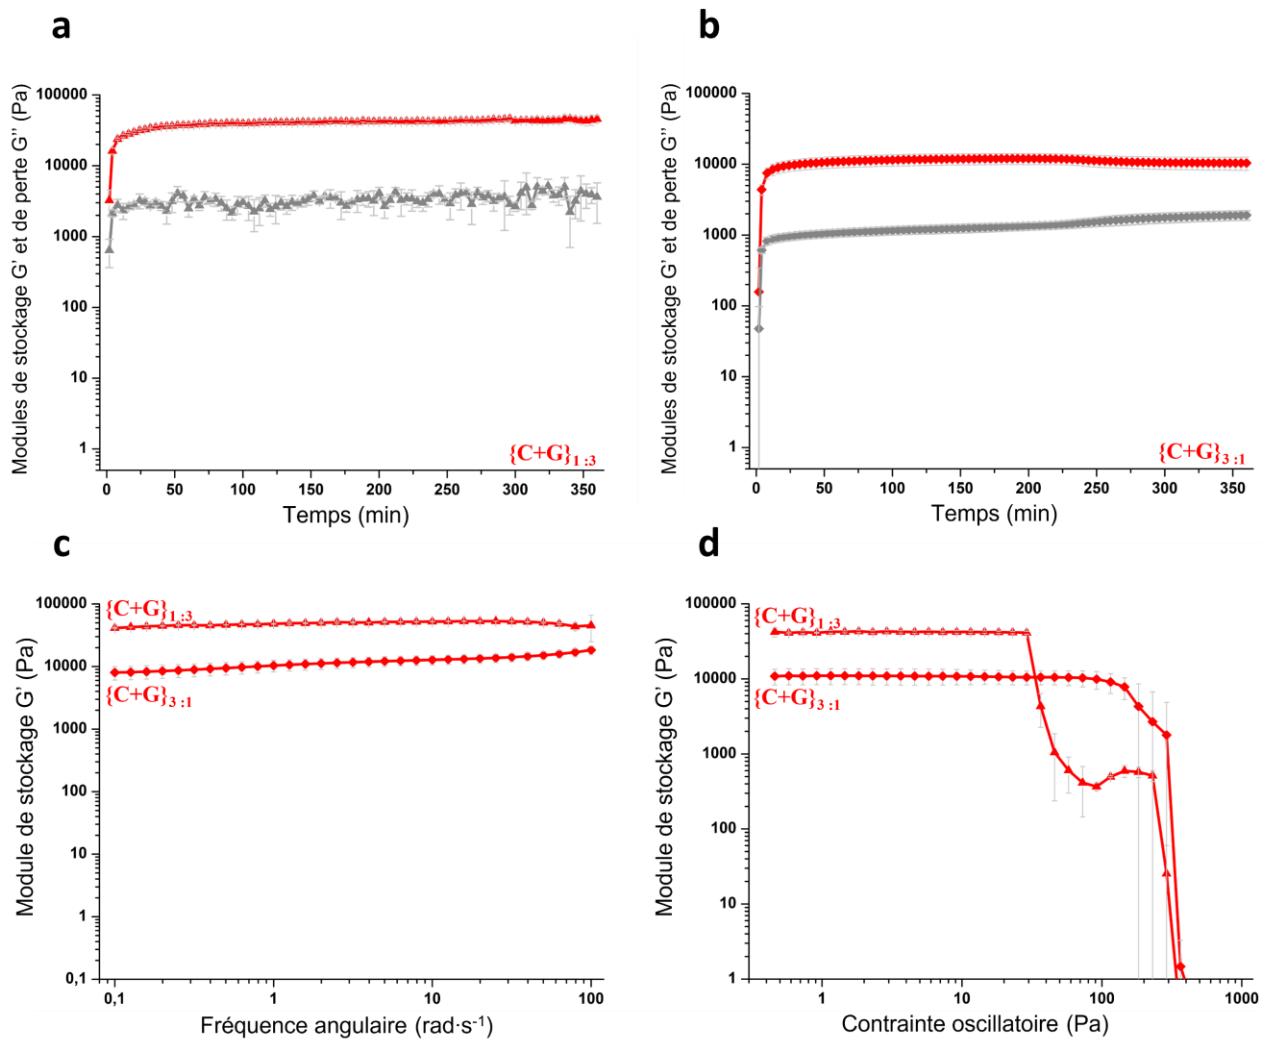 a
Modules de stockage G' et de perte G'' (Pa)
100000
10000
1000
100
10
1
{C+G}1 :3
0 50 100 150 200 250 300 350
Temps (min)
b
Modules de stockage G' et de perte G'' (Pa)
100000
10000
1000
100
10
1
{C+G}3 :1
0 50 100 150 200 250 300 350
Temps (min)
c
Module de stockage G' (Pa)
100000
10000
1000
100
10
1
0,1
{C+G}1 :3
{C+G}3 :1
0,1 1 10 100
Fréquence angulaire (rad·s-1)
d
Module de stockage G' (Pa)
100000
10000
1000
100
10
1
{C+G}1 :3
{C+G}3 :1
1 10 100 1000
Contrainte oscillatoire (Pa)